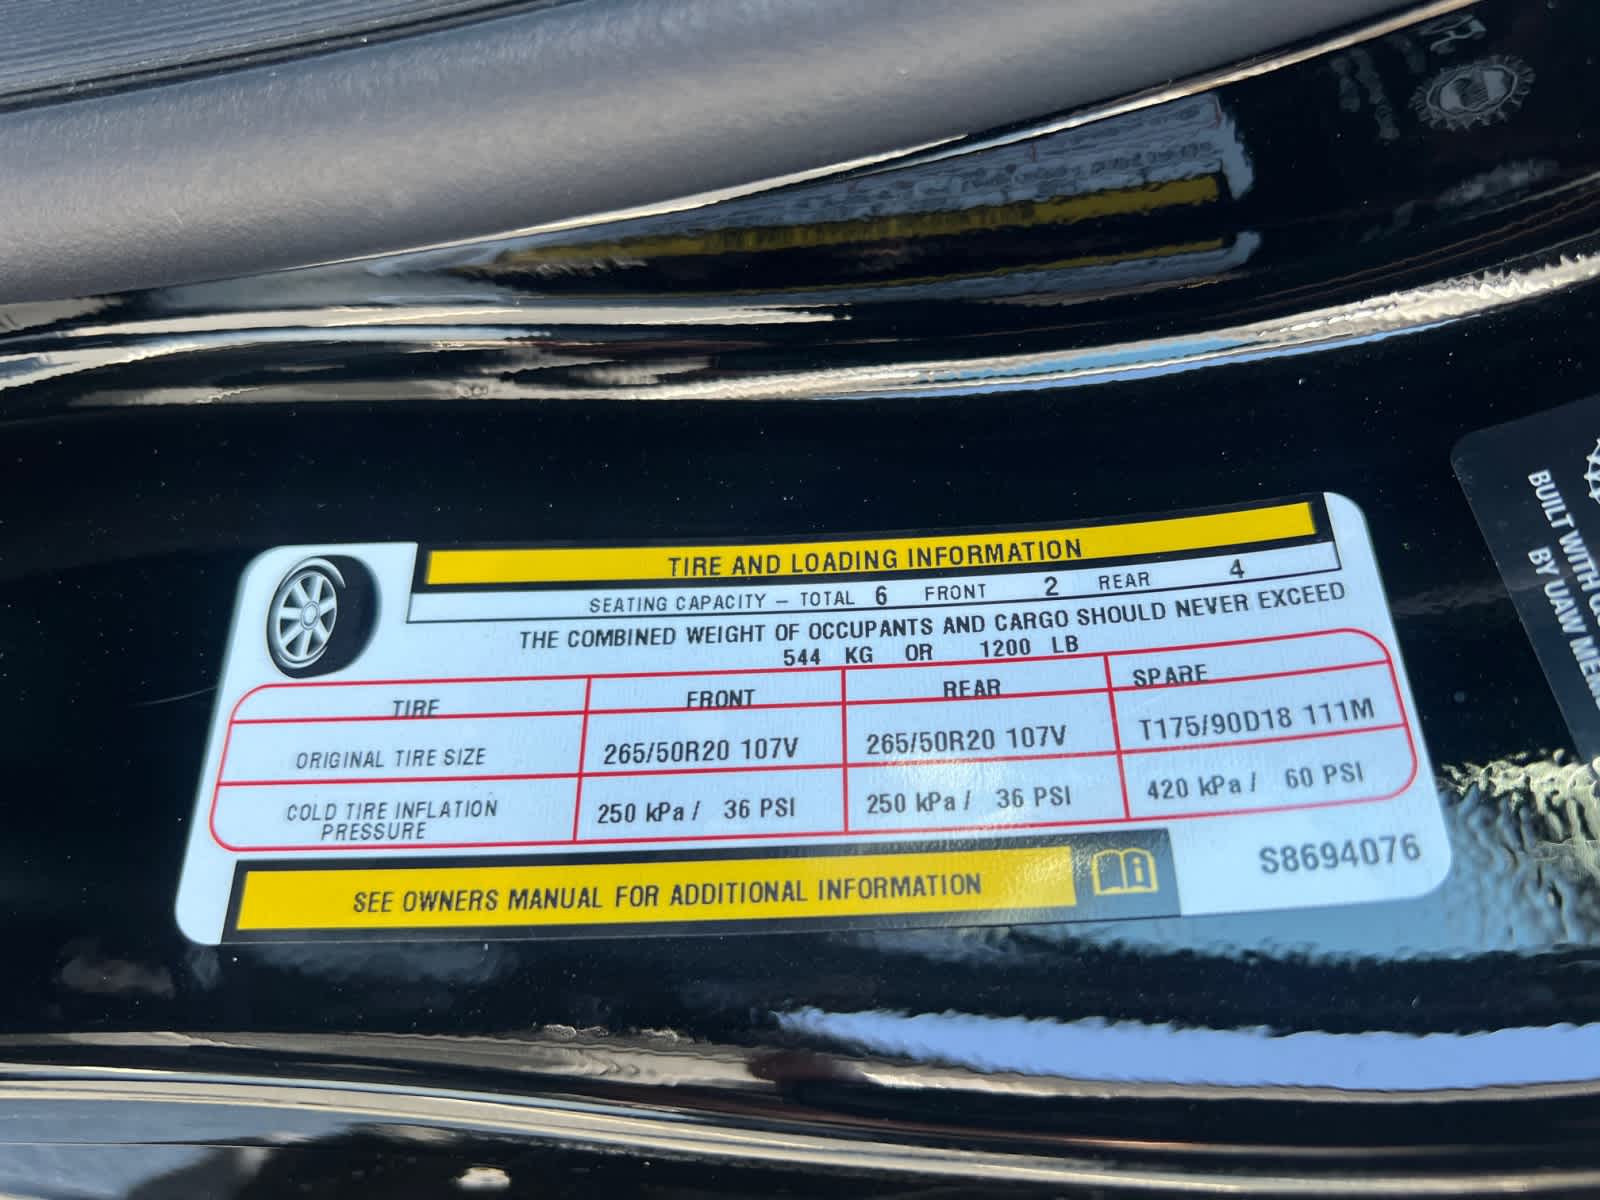 TIRE AND LOADING INFORMATION
SEATING CAPACITY – TOTAL 6 FRONT 2 REAR 4
THE COMBINED WEIGHT OF OCCUPANTS AND CARGO SHOULD NEVER EXCEED
544 KG OR 1200 LB
TIRE FRONT REAR SPARE
ORIGINAL TIRE SIZE 265/50R20 107V 265/50R20 107V T175/90D18 111M
COLD TIRE INFLATION PRESSURE 250 kPa / 36 PSI 250 kPa / 36 PSI 420 kPa / 60 PSI
S8694076
SEE OWNERS MANUAL FOR ADDITIONAL INFORMATION
BUILT WITH
BY UAW